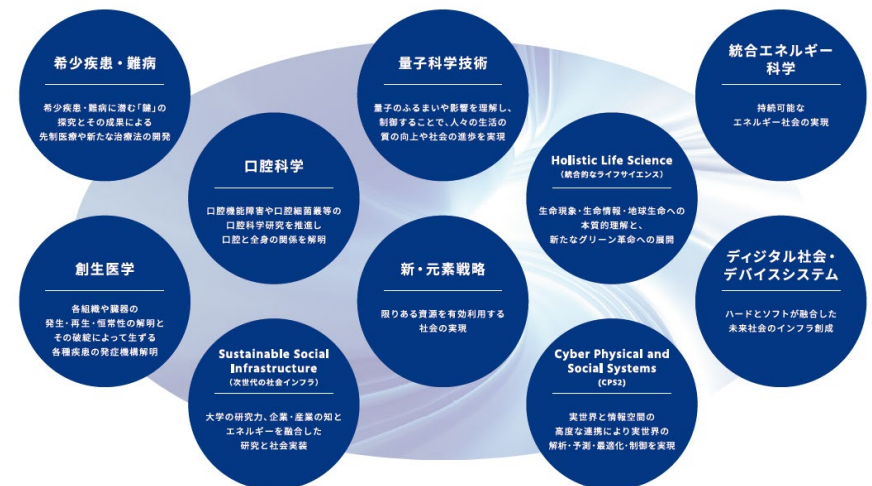 希少疾患・難病
希少疾患・難病に潜む「鍵」の
探究とその成果による
先制医療や新たな治療法の開発
量子科学技術
量子のふるまいや影響を理解し、
制御することで、人々の生活の
質の向上や社会の進歩を実現
統合エネルギー
科学
持続可能な
エネルギー社会の実現
口腔科学
口腔機能障害や口腔細菌叢等の
口腔科学研究を推進し
口腔と全身の関係を解明
Holistic Life Science
（統合的なライフサイエンス）
生命現象・生命情報・地球生命への
本質的理解と、
新たなグリーン革命への展開
創生医学
各組織や臓器の
発生・再生・恒常性の解明と
その破綻によって生ずる
各種疾患の発症機構解明
新・元素戦略
限りある資源を有効利用する
社会の実現
ディジタル社会・
デバイスシステム
ハードとソフトが融合した
未来社会のインフラ創成
Sustainable Social
Infrastructure
（次世代の社会インフラ）
大学の研究力、企業・産業の知と
エネルギーを融合した
研究と社会実装
Cyber Physical and
Social Systems
(CPS2)
実世界と情報空間の
高度な連携により実世界の
解析・予測・最適化・制御を実現